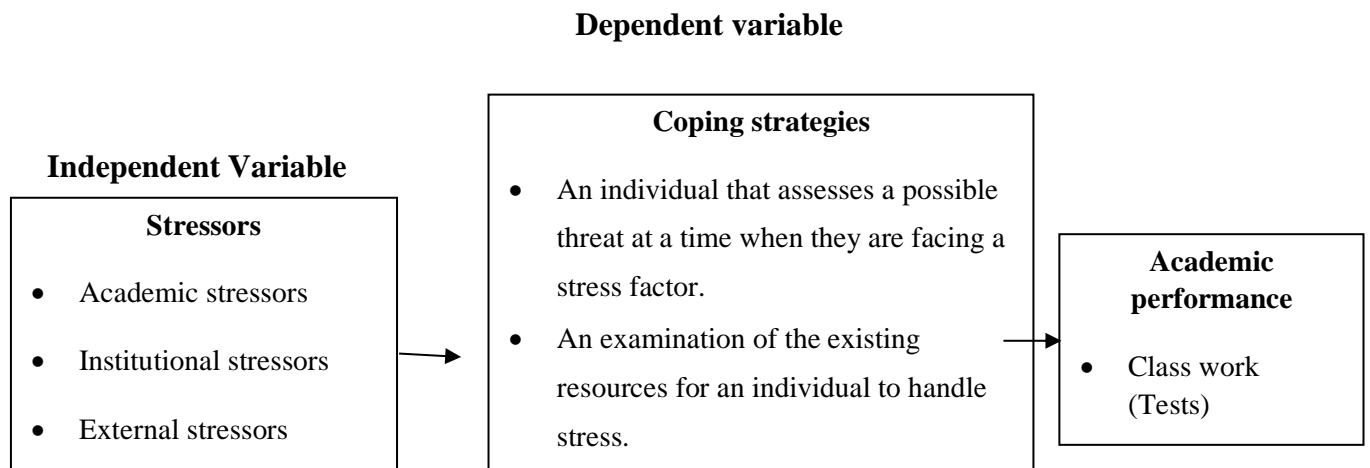 Dependent variable
Independent Variable
Stressors
• Academic stressors
• Institutional stressors
• External stressors
Coping strategies
• An individual that assesses a possible
threat at a time when they are facing a
stress factor.
• An examination of the existing
resources for an individual to handle
stress.
Academic
performance
• Class work
(Tests)